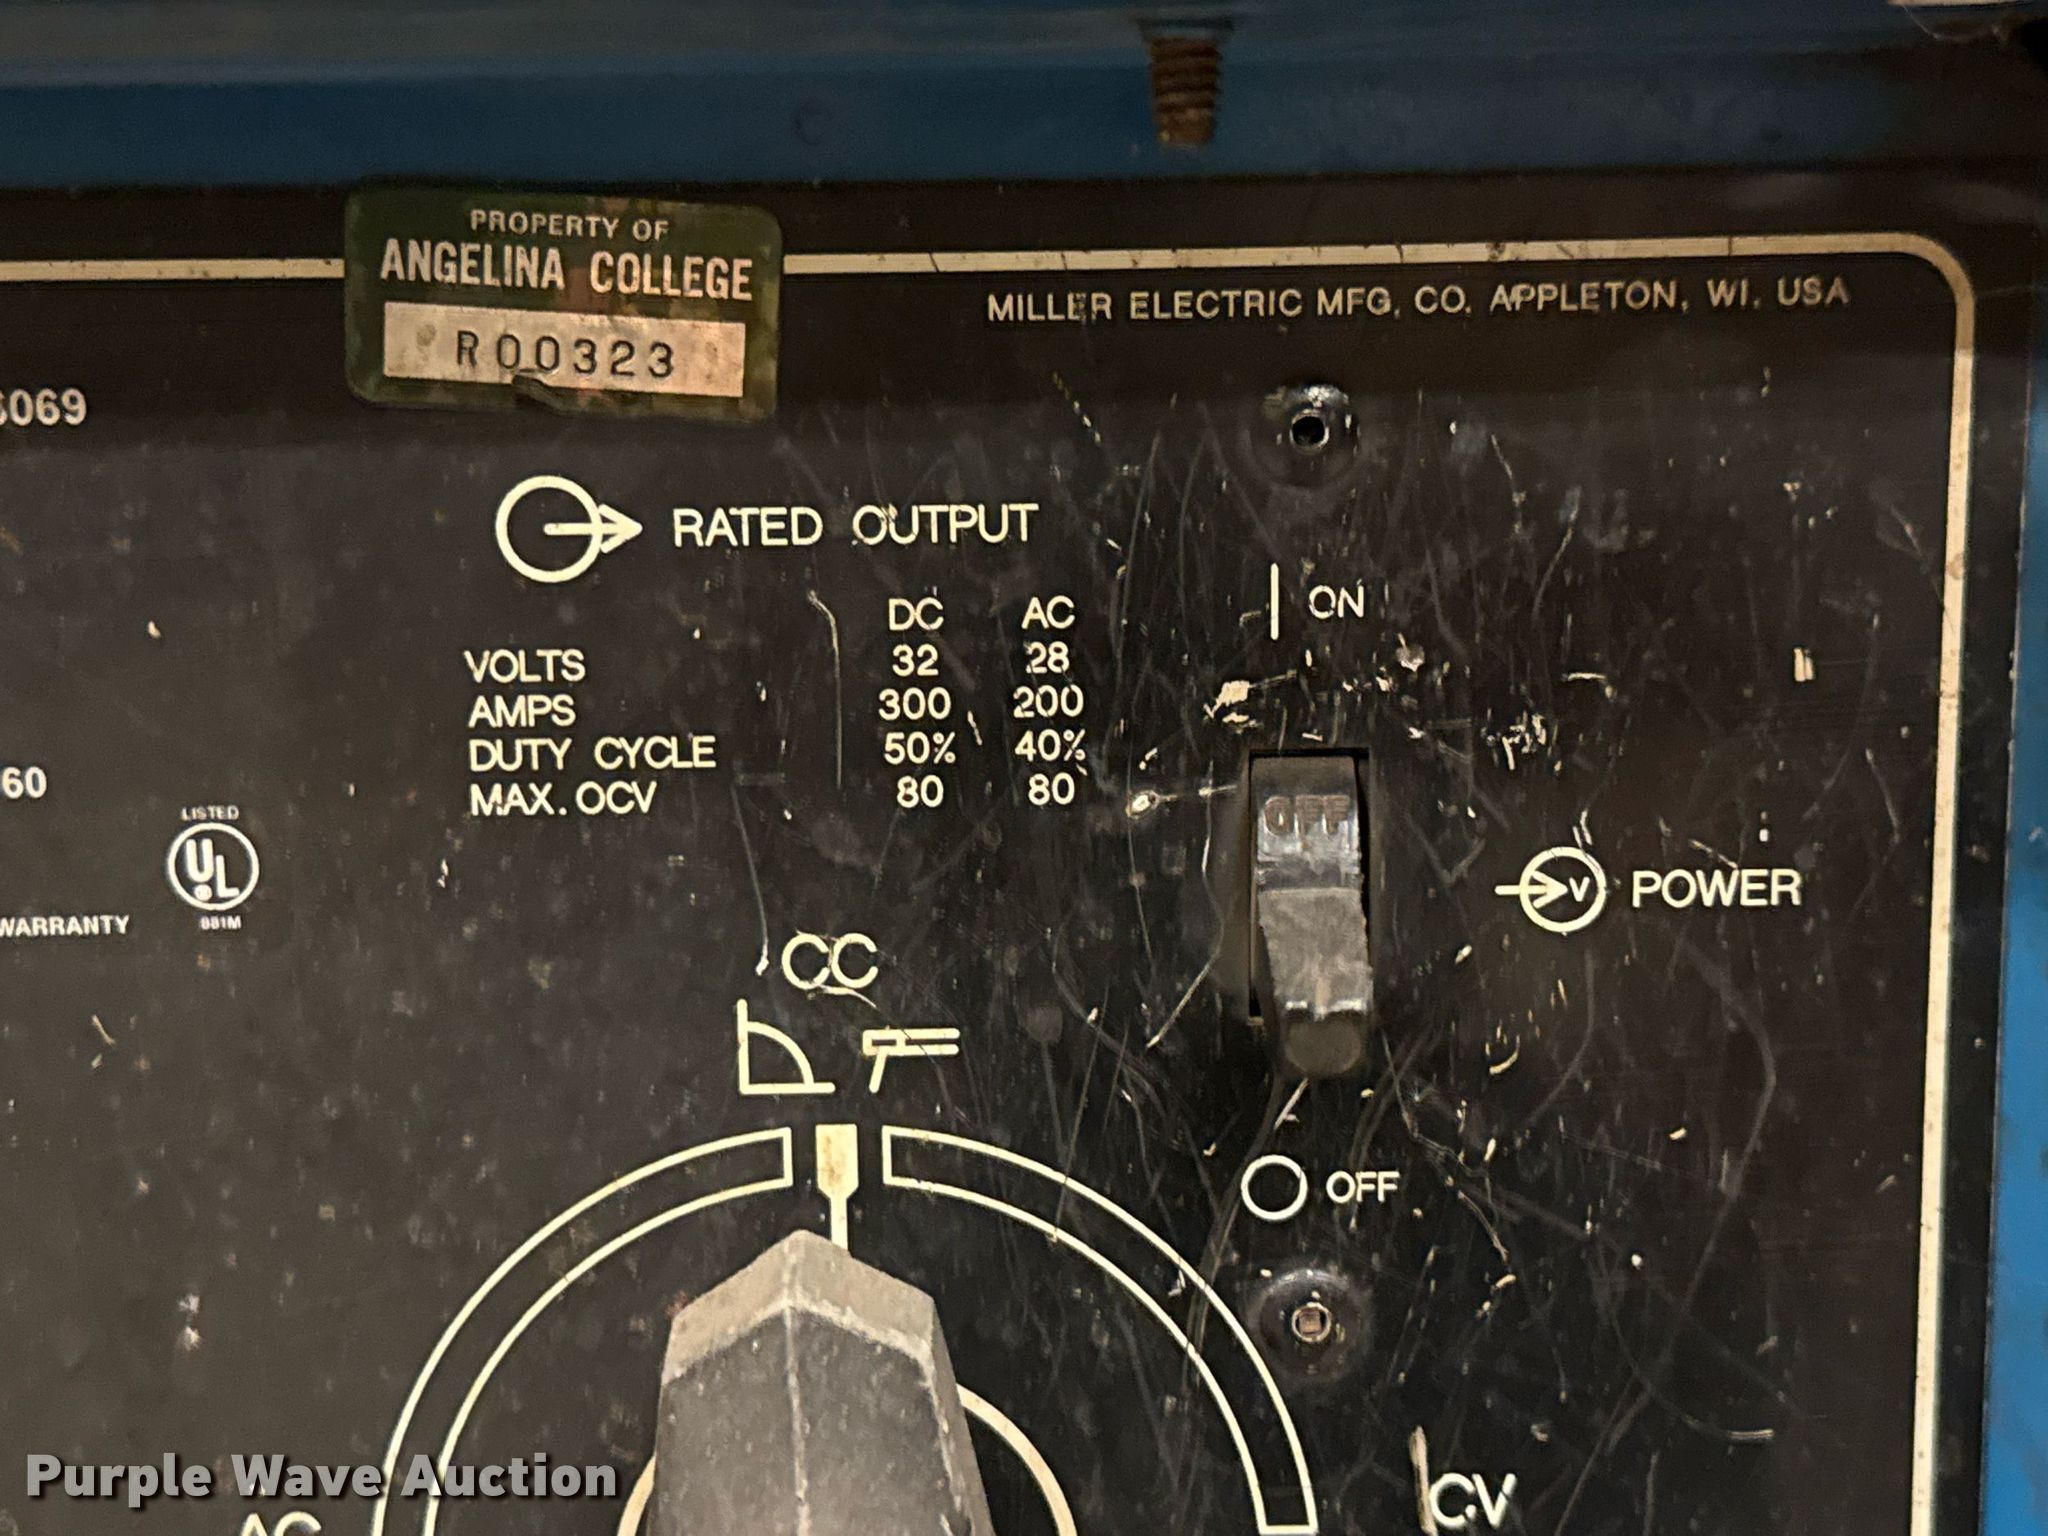 PROPERTY OF
ANGELINA COLLEGE
R00323
MILLER ELECTRIC MFG. CO. APPLETON, WI. USA
6069
RATED OUTPUT
DC AC
VOLTS 32 28
AMPS 300 200
DUTY CYCLE 50% 40%
MAX. OCV 80 80
ON
OFF
V
POWER
60
LISTED
UL
WARRANTY
CC
OFF
CV
AC
Purple Wave Auction